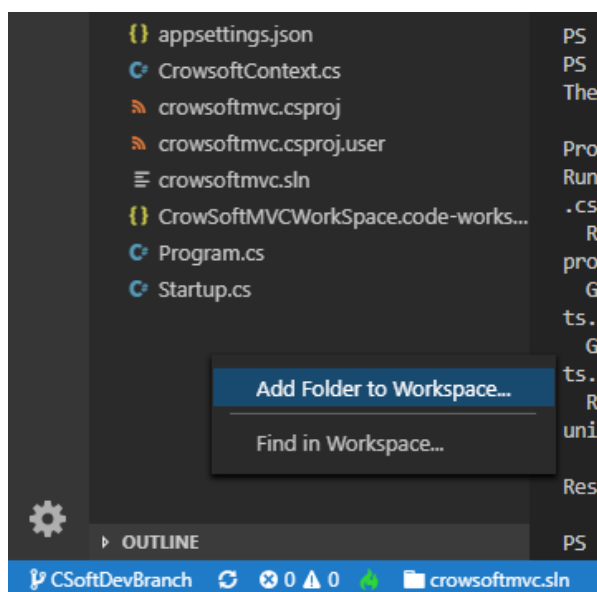 appsettings.json
CrowsoftContext.cs
crowsoftmvc.csproj
crowsoftmvc.csproj.user
crowsoftmvc.sln
CrowSoftMVCWorkSpace.code-works...
Program.cs
Startup.cs
Add Folder to Workspace...
Find in Workspace...
OUTLINE
PS
PS
The
Pro
Run
.cs
R
pro
G
ts.
G
ts.
R
uni
Res
PS
CSoftDevBranch 0 0 crowsoftmvc.sln